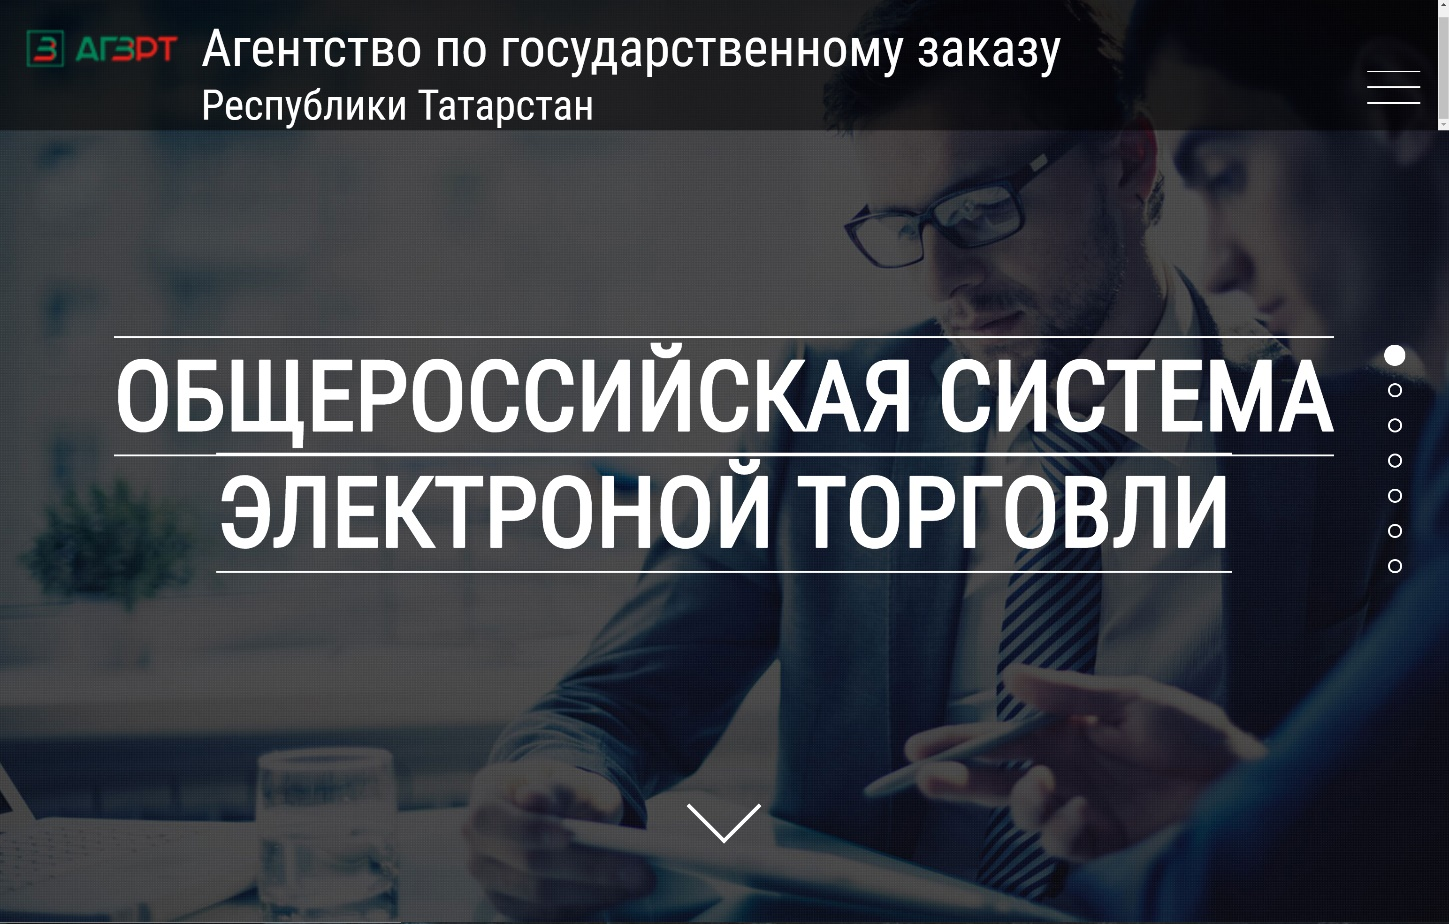 З АГЗРТ
Агентство по государственному заказу
Республики Татарстан
ОБЩЕРОССИЙСКАЯ СИСТЕМА
ЭЛЕКТРОНОЙ ТОРГОВЛИ